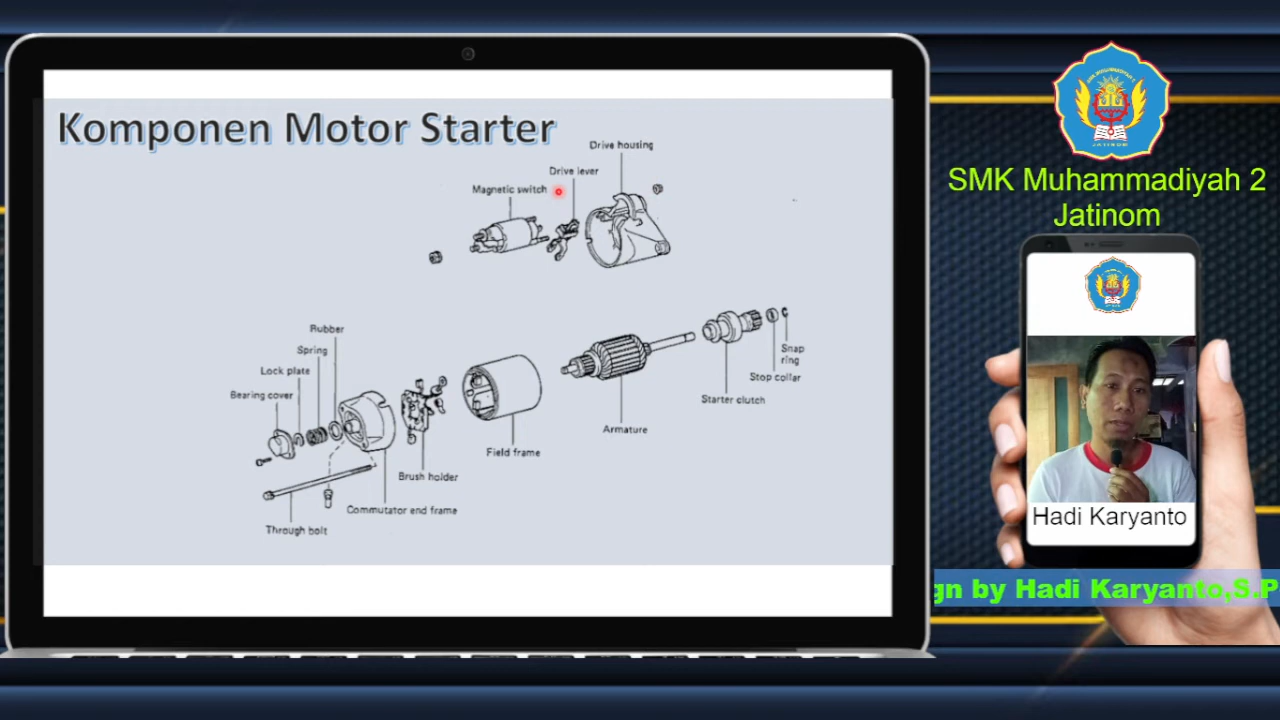 Komponen Motor Starter
Drive housing
Drive lever
Magnetic switch
Rubber
Spring
Lock plate
Bearing cover
Snap
ring
Stop collar
Starter clutch
Armature
Field frame
Brush holder
Commutator end frame
Through bolt
SMK Muhammadiyah 2
Jatinom
JATINOM
Hadi Karyanto
gn by Hadi Karyanto,S.P